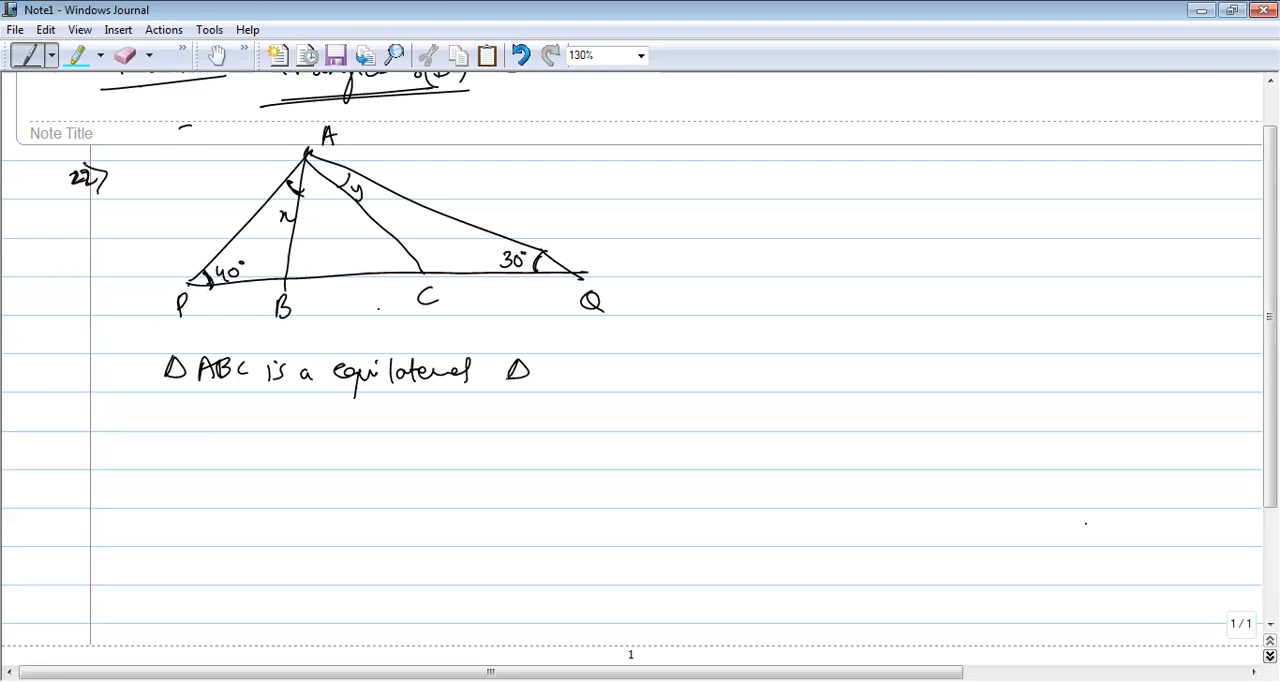 Note1 - Windows Journal
File Edit View Insert Actions Tools Help
130%
Note Title
A
22)
y
x
40°
30°
P
B
C
Q
Δ ABC is a equilateral Δ
1 / 1
1